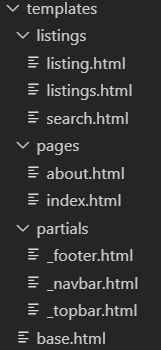 templates
listings
listing.html
listings.html
search.html
pages
about.html
index.html
partials
_footer.html
_navbar.html
_topbar.html
base.html